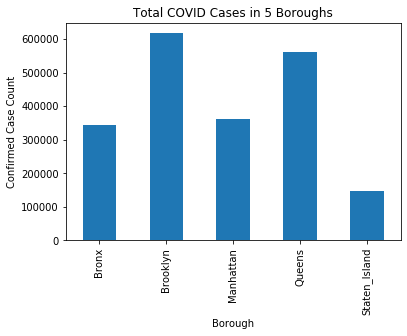 Total COVID Cases in 5 Boroughs
Confirmed Case Count
600000
500000
400000
300000
200000
100000
0
Bronx
Brooklyn
Manhattan
Queens
Staten_Island
Borough